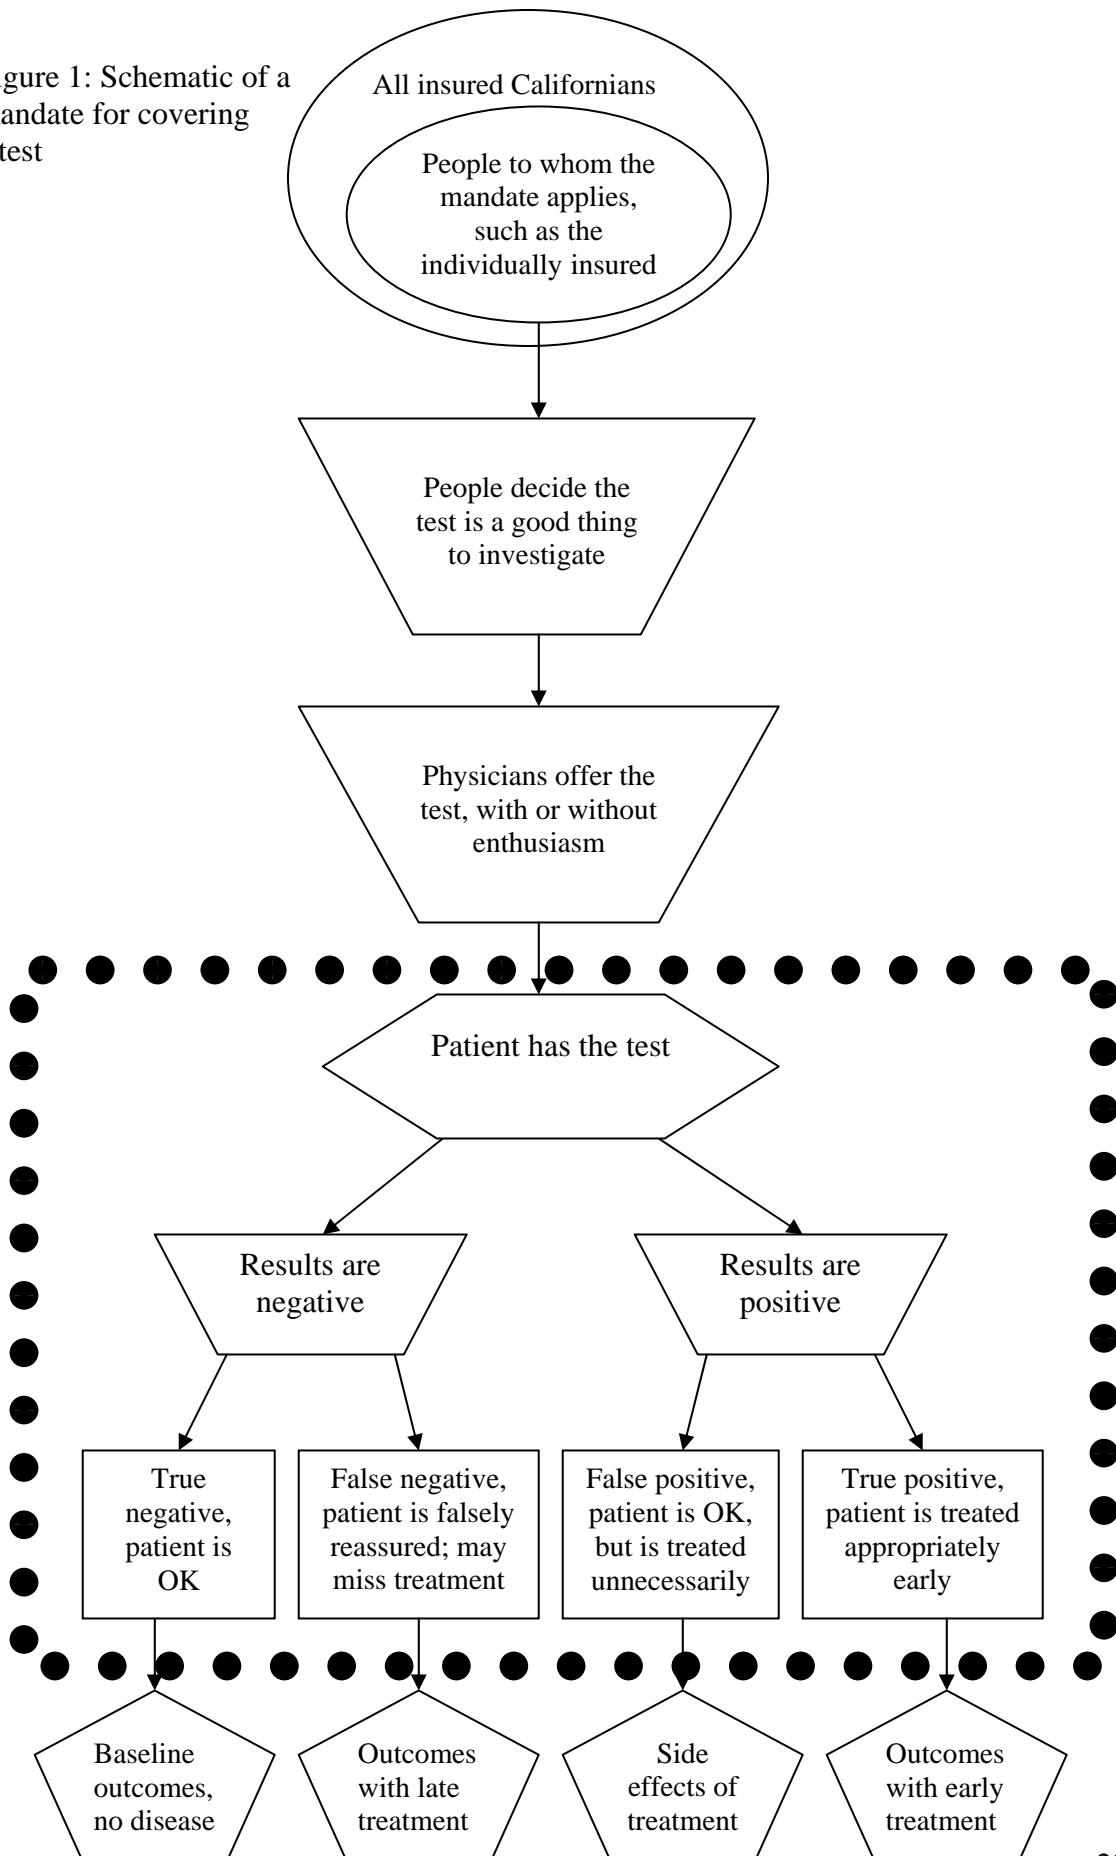 gure 1: Schematic of a
andate for covering
test
All insured Californians
People to whom the
mandate applies,
such as the
individually insured
People decide the
test is a good thing
to investigate
Physicians offer the
test, with or without
enthusiasm
Patient has the test
Results are
negative
Results are
positive
True
negative,
patient is
OK
False negative,
patient is falsely
reassured; may
miss treatment
False positive,
patient is OK,
but is treated
unnecessarily
True positive,
patient is treated
appropriately
early
Baseline
outcomes,
no disease
Outcomes
with late
treatment
Side
effects of
treatment
Outcomes
with early
treatment